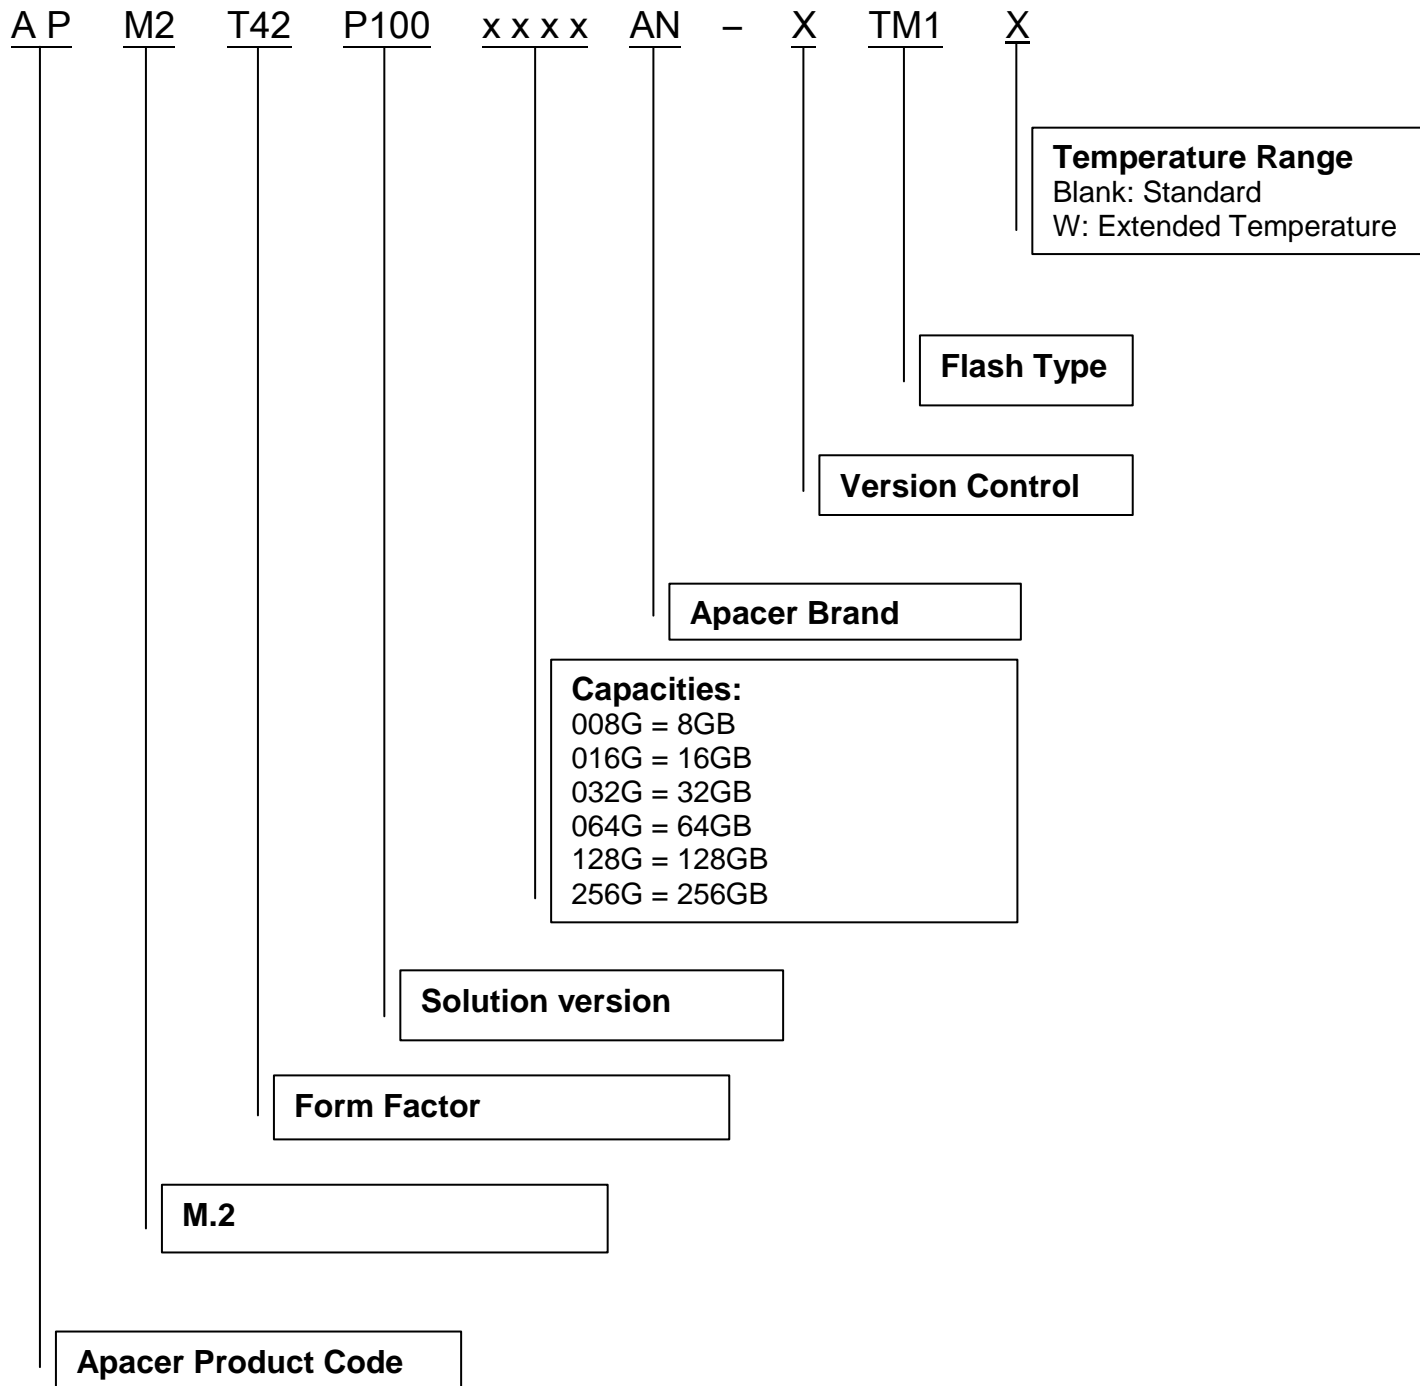 A P M2 T42 P100 x x x x AN – X TM1 X
Temperature Range
Blank: Standard
W: Extended Temperature
Flash Type
Version Control
Apacer Brand
Capacities:
008G = 8GB
016G = 16GB
032G = 32GB
064G = 64GB
128G = 128GB
256G = 256GB
Solution version
Form Factor
M.2
Apacer Product Code